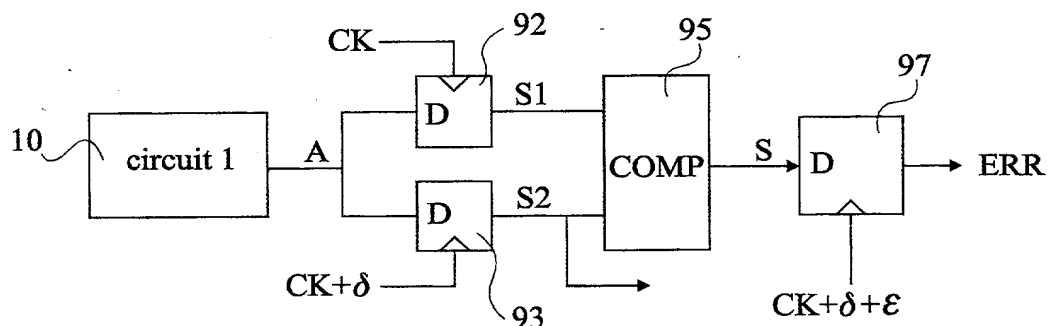 92
95
CK
97
D
S1
10
circuit 1
A
COMP
S
D
ERR
D
S2
CK+δ
93
CK+δ+ε